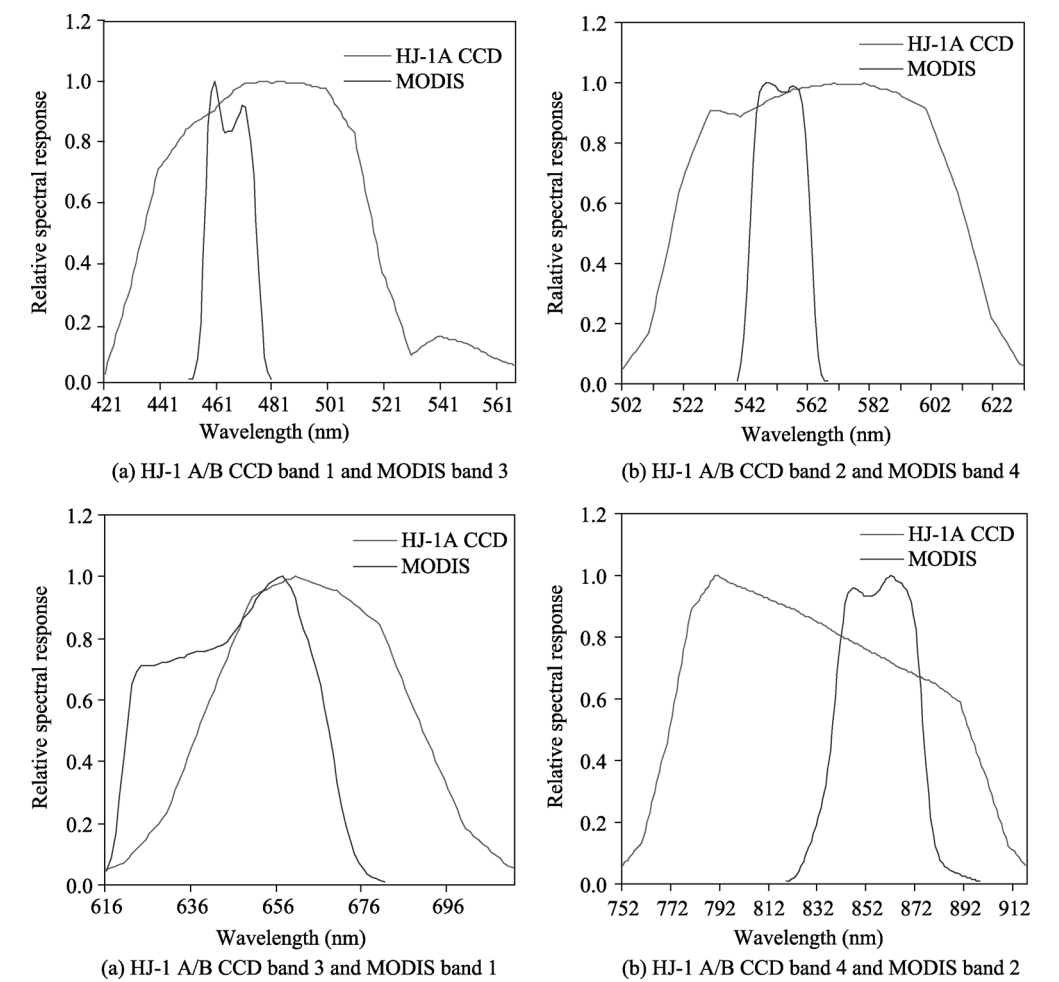 1.2
1.0
0.8
0.6
0.4
0.2
0.0
Relative spectral response
HJ-1A CCD
MODIS
421 441 461 481 501 521 541 561
Wavelength (nm)
(a) HJ-1 A/B CCD band 1 and MODIS band 3
1.2
1.0
0.8
0.6
0.4
0.2
0.0
Ralative spectral response
HJ-1A CCD
MODIS
502 522 542 562 582 602 622
Wavelength (nm)
(b) HJ-1 A/B CCD band 2 and MODIS band 4
1.2
1.0
0.8
0.6
0.4
0.2
0.0
Relative spectral response
HJ-1A CCD
MODIS
616 636 656 676 696
Wavelength (nm)
(a) HJ-1 A/B CCD band 3 and MODIS band 1
1.2
1.0
0.8
0.6
0.4
0.2
0.0
Relative spectral response
HJ-1A CCD
MODIS
752 772 792 812 832 852 872 892 912
Wavelength (nm)
(b) HJ-1 A/B CCD band 4 and MODIS band 2